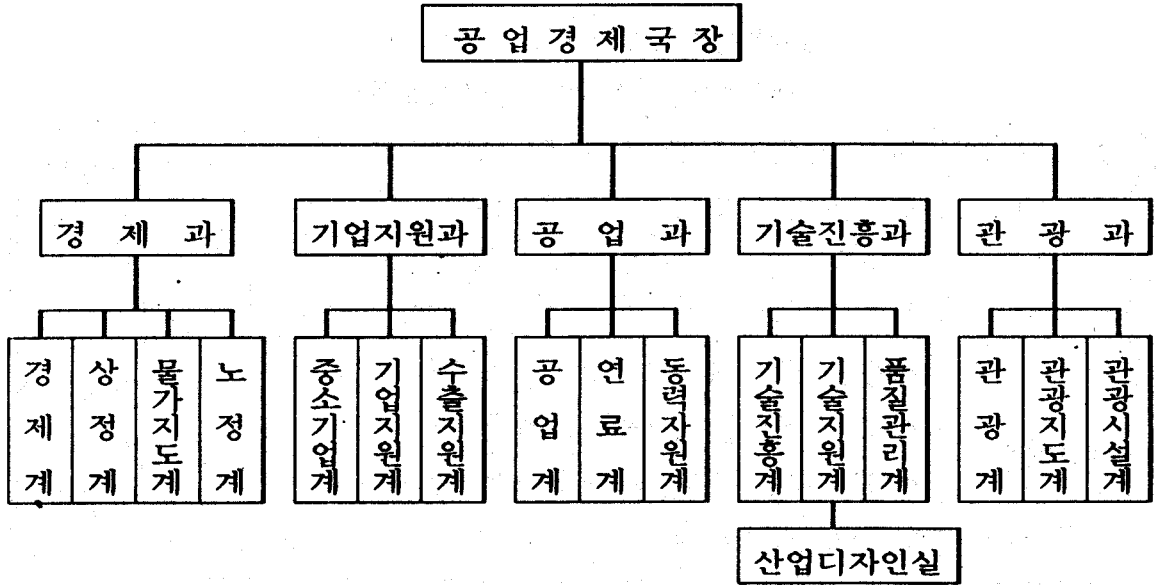 공업경제국장
경제과
기업지원과
공업과
기술진흥과
관광과
경제계
상정계
물가지도계
노정계
중소기업계
기업지원계
수출지원계
공업계
연료계
동력자원계
기술진흥계
기술지원계
품질관리계
관광계
관광지도계
관광시설계
산업디자인실